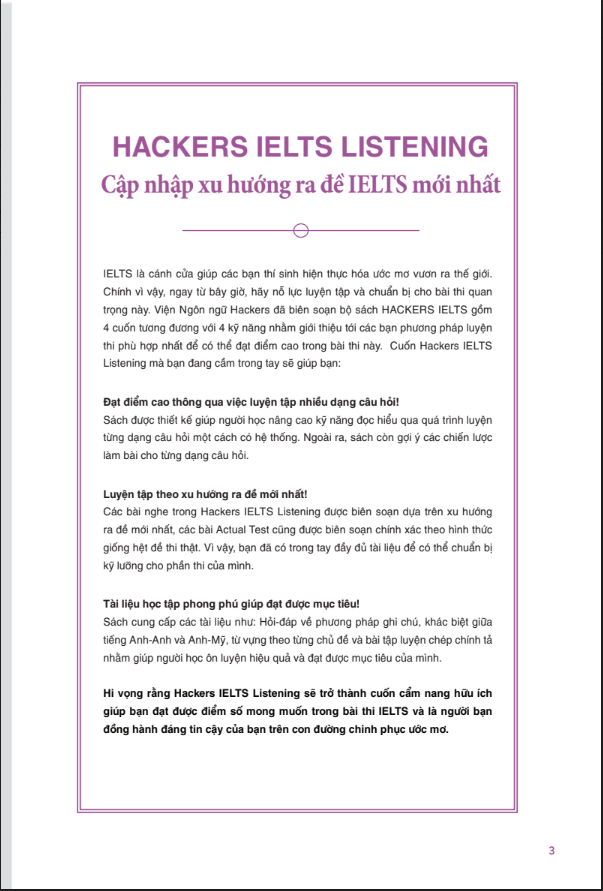 HACKERS IELTS LISTENING
Cập nhập xu hướng ra đề IELTS mới nhất
IELTS là cánh cửa giúp các bạn thí sinh hiện thực hóa ước mơ vươn ra thế giới.
Chính vì vậy, ngay từ bây giờ, hãy nỗ lực luyện tập và chuẩn bị cho bài thi quan
trọng này. Viện Ngôn ngữ Hackers đã biên soạn bộ sách HACKERS IELTS gồm
4 cuốn tương đương với 4 kỹ năng nhằm giới thiệu tới các bạn phương pháp luyện
thi phù hợp nhất để có thể đạt điểm cao trong bài thi này. Cuốn Hackers IELTS
Listening mà bạn đang cầm trong tay sẽ giúp bạn:
Đạt điểm cao thông qua việc luyện tập nhiều dạng câu hỏi!
Sách được thiết kế giúp người học nâng cao kỹ năng đọc hiểu qua quá trình luyện
từng dạng câu hỏi một cách có hệ thống. Ngoài ra, sách còn gợi ý các chiến lược
làm bài cho từng dạng câu hỏi.
Luyện tập theo xu hướng ra đề mới nhất!
Các bài nghe trong Hackers IELTS Listening được biên soạn dựa trên xu hướng
ra đề mới nhất, các bài Actual Test cũng được biên soạn chính xác theo hình thức
giống hệt đề thi thật. Vì vậy, bạn đã có trong tay đầy đủ tài liệu để có thể chuẩn bị
kỹ lưỡng cho phần thi của mình.
Tài liệu học tập phong phú giúp đạt được mục tiêu!
Sách cung cấp các tài liệu như: Hỏi-đáp về phương pháp ghi chú, khác biệt giữa
tiếng Anh-Anh và Anh-Mỹ, từ vựng theo từng chủ đề và bài tập luyện chép chính tả
nhằm giúp người học ôn luyện hiệu quả và đạt được mục tiêu của mình.
Hi vọng rằng Hackers IELTS Listening sẽ trở thành cuốn cẩm nang hữu ích
giúp bạn đạt được điểm số mong muốn trong bài thi IELTS và là người bạn
đồng hành đáng tin cậy của bạn trên con đường chinh phục ước mơ.
3